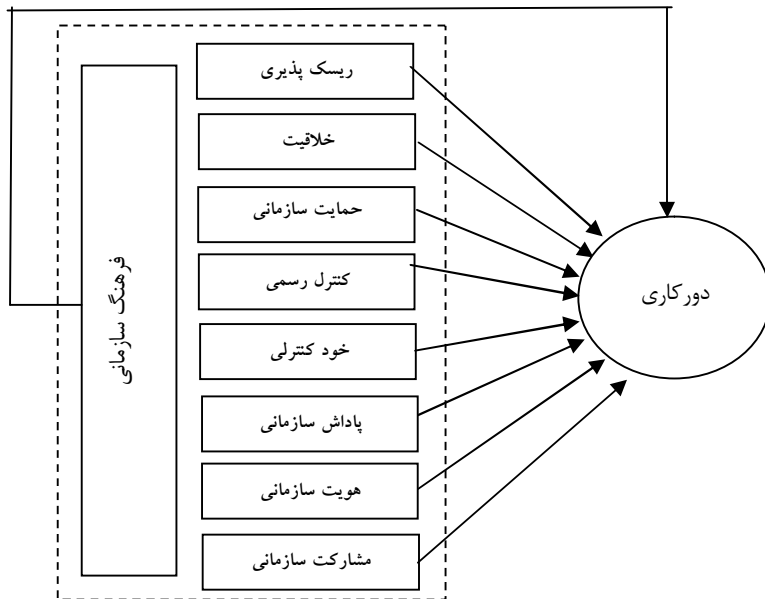 ریسک پذیری
خلاقیت
حمایت سازمانی
کنترل رسمی
خود کنترلی
پاداش سازمانی
هویت سازمانی
مشارکت سازمانی
فرهنگ سازمانی
دورکاری